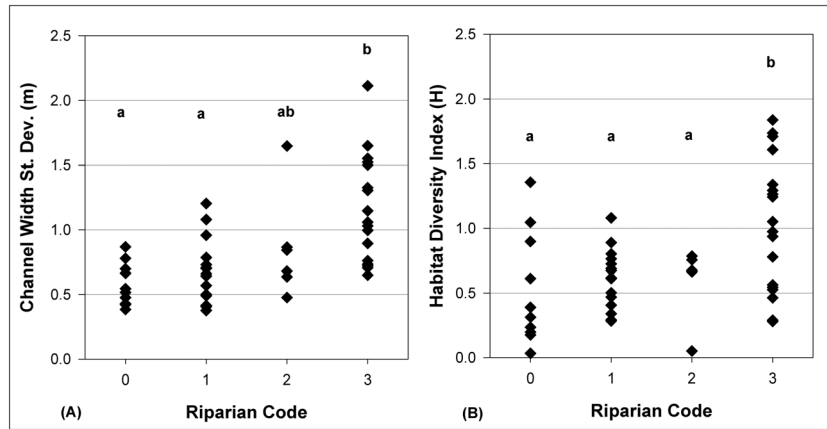 2.5
2.0
1.5
1.0
0.5
0.0
Channel Width St. Dev. (m)
a
a
ab
b
0
1
2
3
Riparian Code
(A)
2.5
2.0
1.5
1.0
0.5
0.0
Habitat Diversity Index (H)
a
a
a
b
0
1
2
3
Riparian Code
(B)